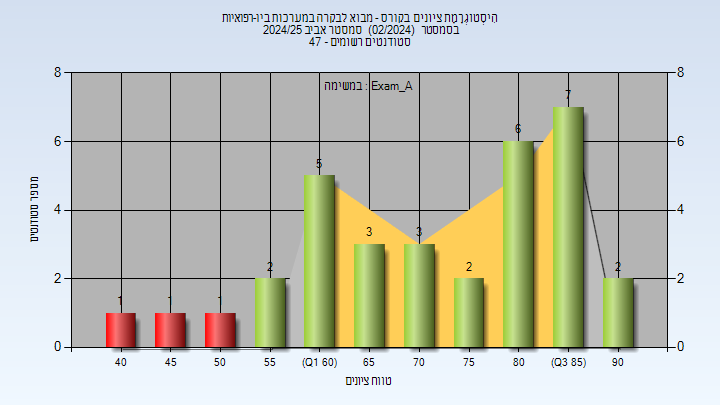 היסטוגרמת ציונים בקורס - מבוא לבקרה במערכות ביו-רפואיות
בסמסטר (02/2024) סמסטר אביב 2024/25
סטודנטים רשומים - 47
במשימה : Exam_A
8 8
6 6
4 4
2 2
0 0
1 1 1 2 5 3 3 2 6 7 2
40 45 50 55 (Q1 60) 65 70 75 80 (Q3 85) 90
מספר סטודנטים
טווח ציונים